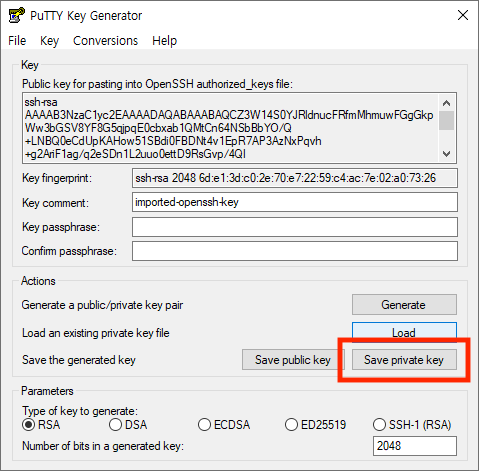 PuTTY Key Generator
File Key Conversions Help
Key
Public key for pasting into OpenSSH authorized_keys file:
ssh-rsa
AAAAB3NzaC1yc2EAAAADAQABAAABAQCZ3W14S0YJRldnucFRfmMhmuwFGgGkp
Ww3bGSV8YF8G5qjpqE0cbxab1QMtCn64NSbBbYO/Q
+LNBQ0eCdUpKAHow51SBdi0FBDNt4v1EpR7AP3AzNxPqvh
+g2AriF1ag/q2eSDn1L2uuo0ettD9RsGvp/4QI
Key fingerprint: ssh-rsa 2048 6d:e1:3d:c0:2e:70:e7:22:59:c4:ac:7e:02:a0:73:26
Key comment: imported-openssh-key
Key passphrase:
Confirm passphrase:
Actions
Generate a public/private key pair Generate
Load an existing private key file Load
Save the generated key Save public key Save private key
Parameters
Type of key to generate:
RSA DSA ECDSA ED25519 SSH-1 (RSA)
Number of bits in a generated key: 2048